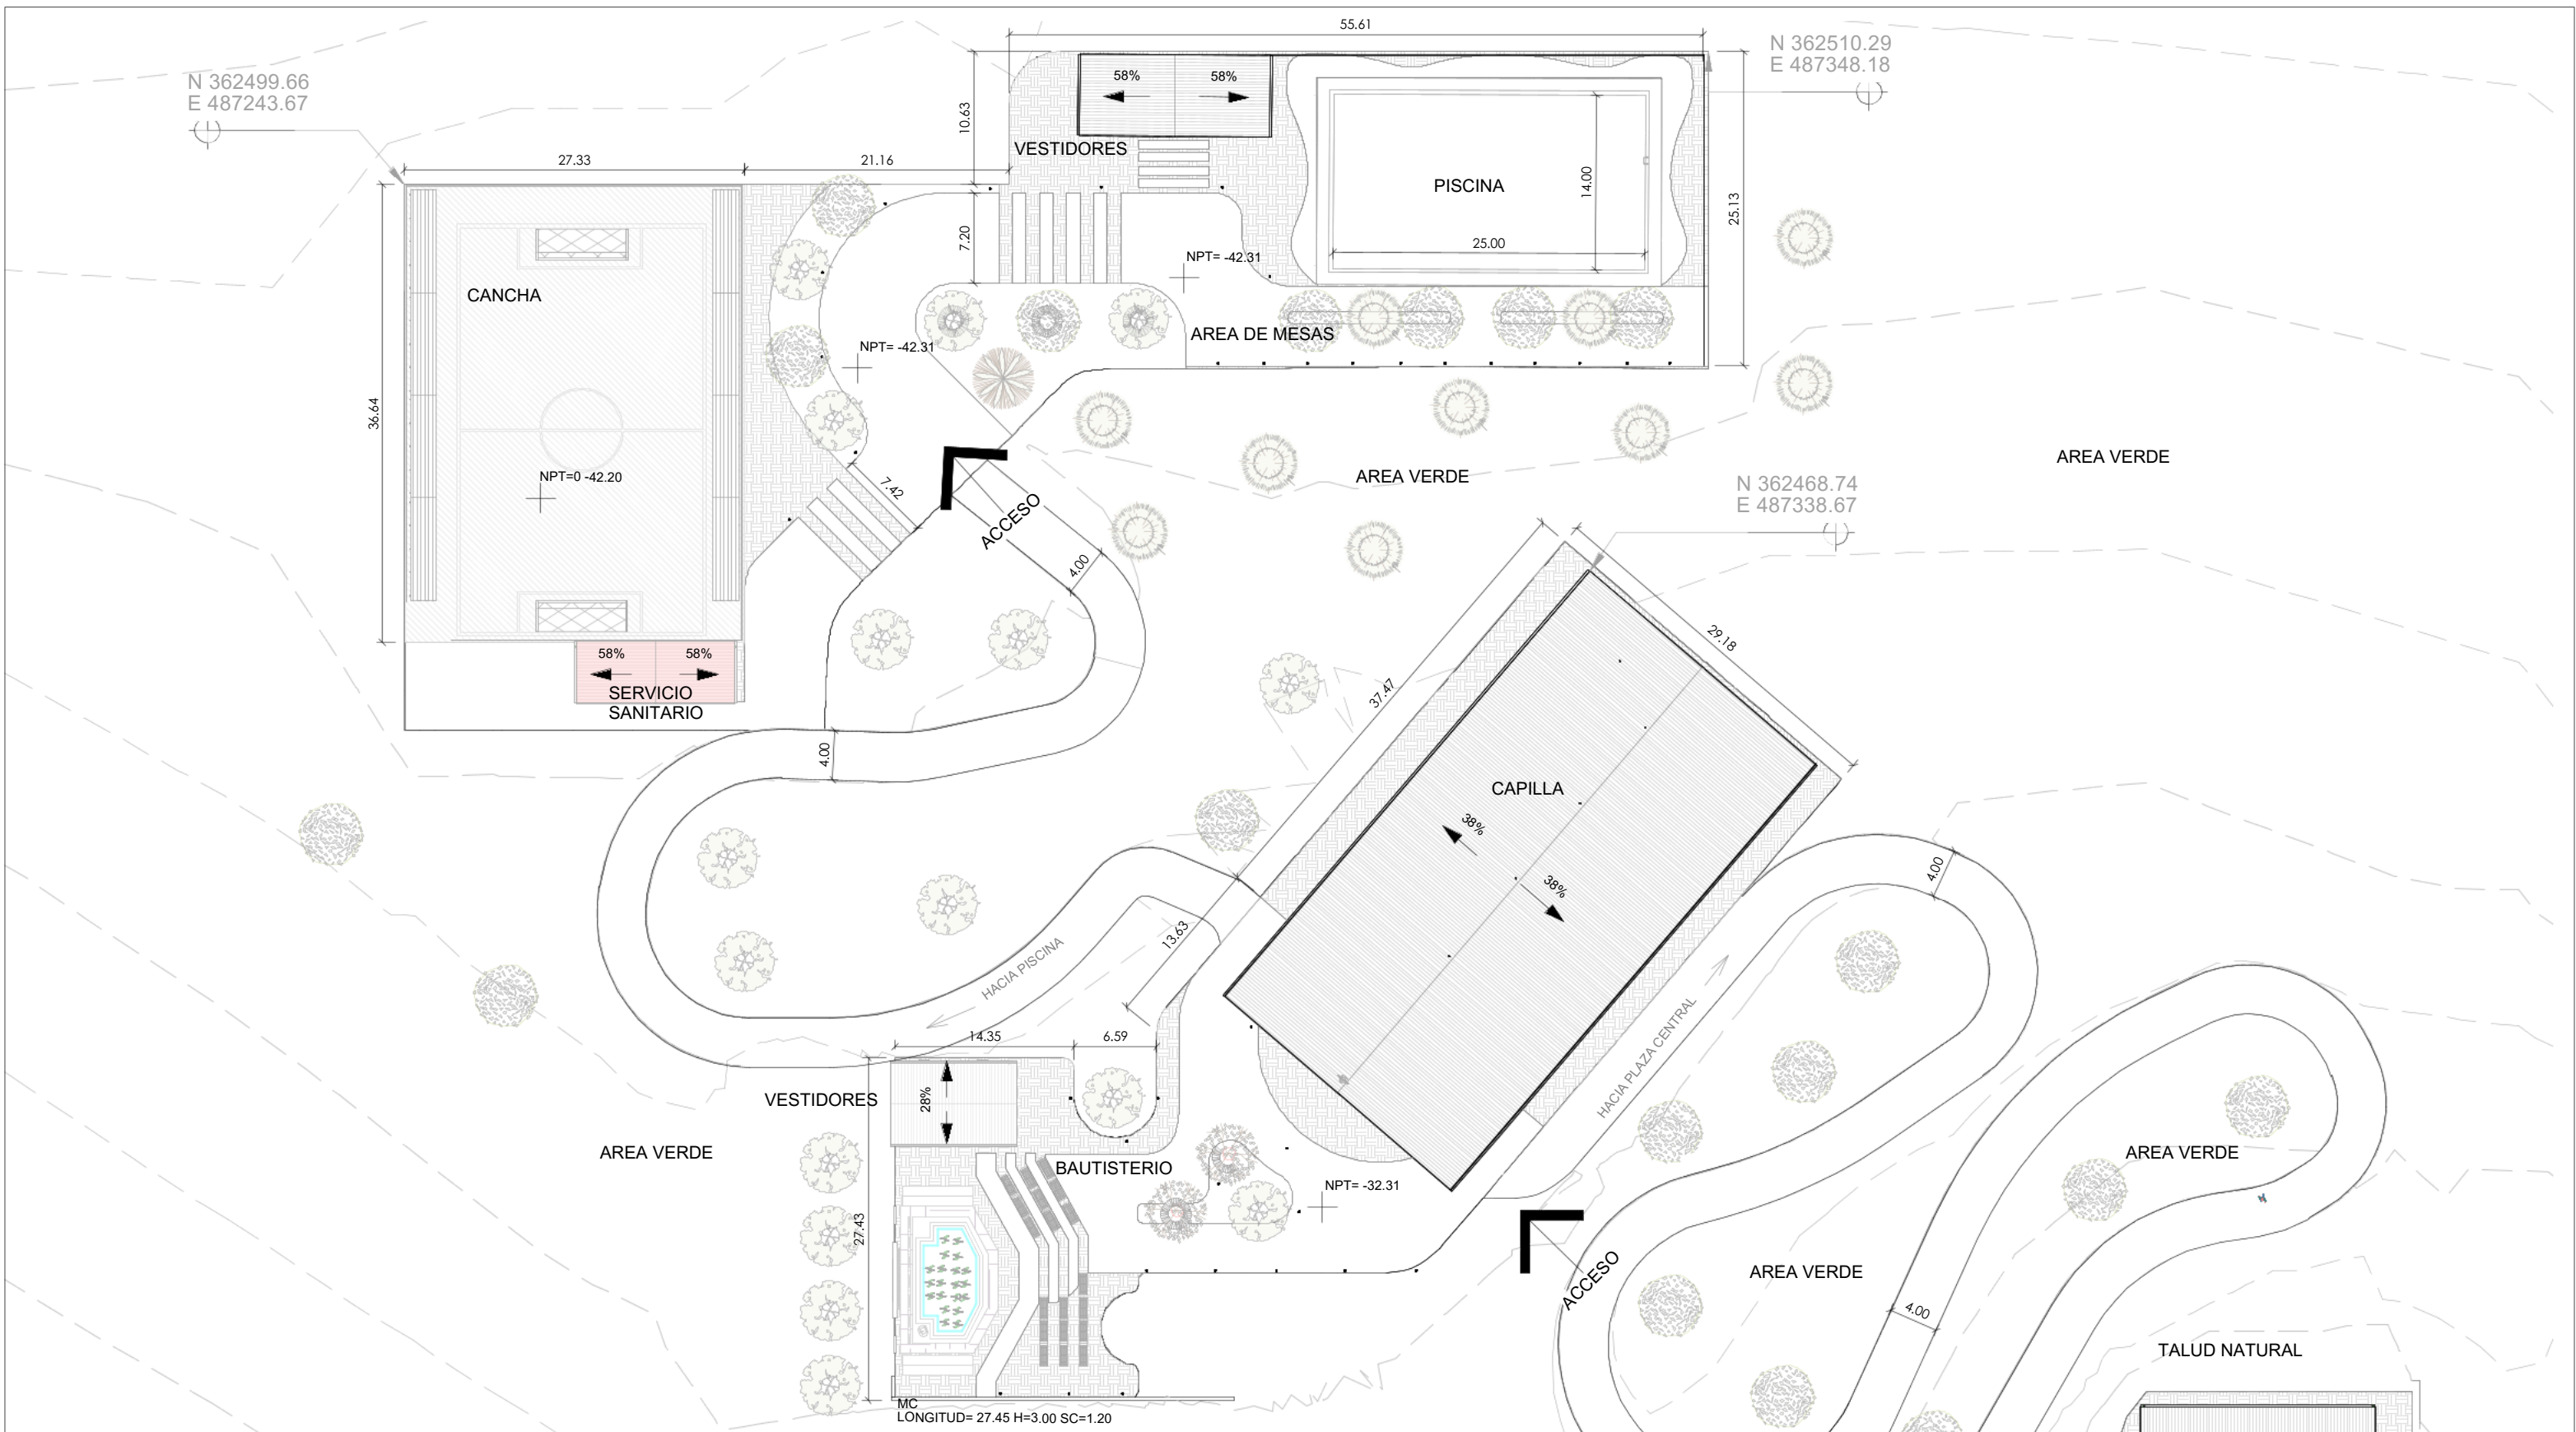 55.61
N 362510.29
E 487348.18
N 362499.66
E 487243.67
58%
58%
10.63
VESTIDORES
27.33
21.16
PISCINA
14.00
25.13
25.00
7.20
NPT= -42.31
CANCHA
AREA DE MESAS
NPT= -42.31
36.64
AREA VERDE
AREA VERDE
NPT=0 -42.20
7.42
ACCESO
N 362468.74
E 487338.67
4.00
29.18
58%
58%
SERVICIO
SANITARIO
37.47
4.00
CAPILLA
38%
38%
4.00
13.63
HACIA PISCINA
14.35
6.59
HACIA PLAZA CENTRAL
VESTIDORES
28%
AREA VERDE
BAUTISTERIO
NPT= -32.31
AREA VERDE
27.43
ACCESO
AREA VERDE
4.00
TALUD NATURAL
MC
LONGITUD= 27.45 H=3.00 SC=1.20